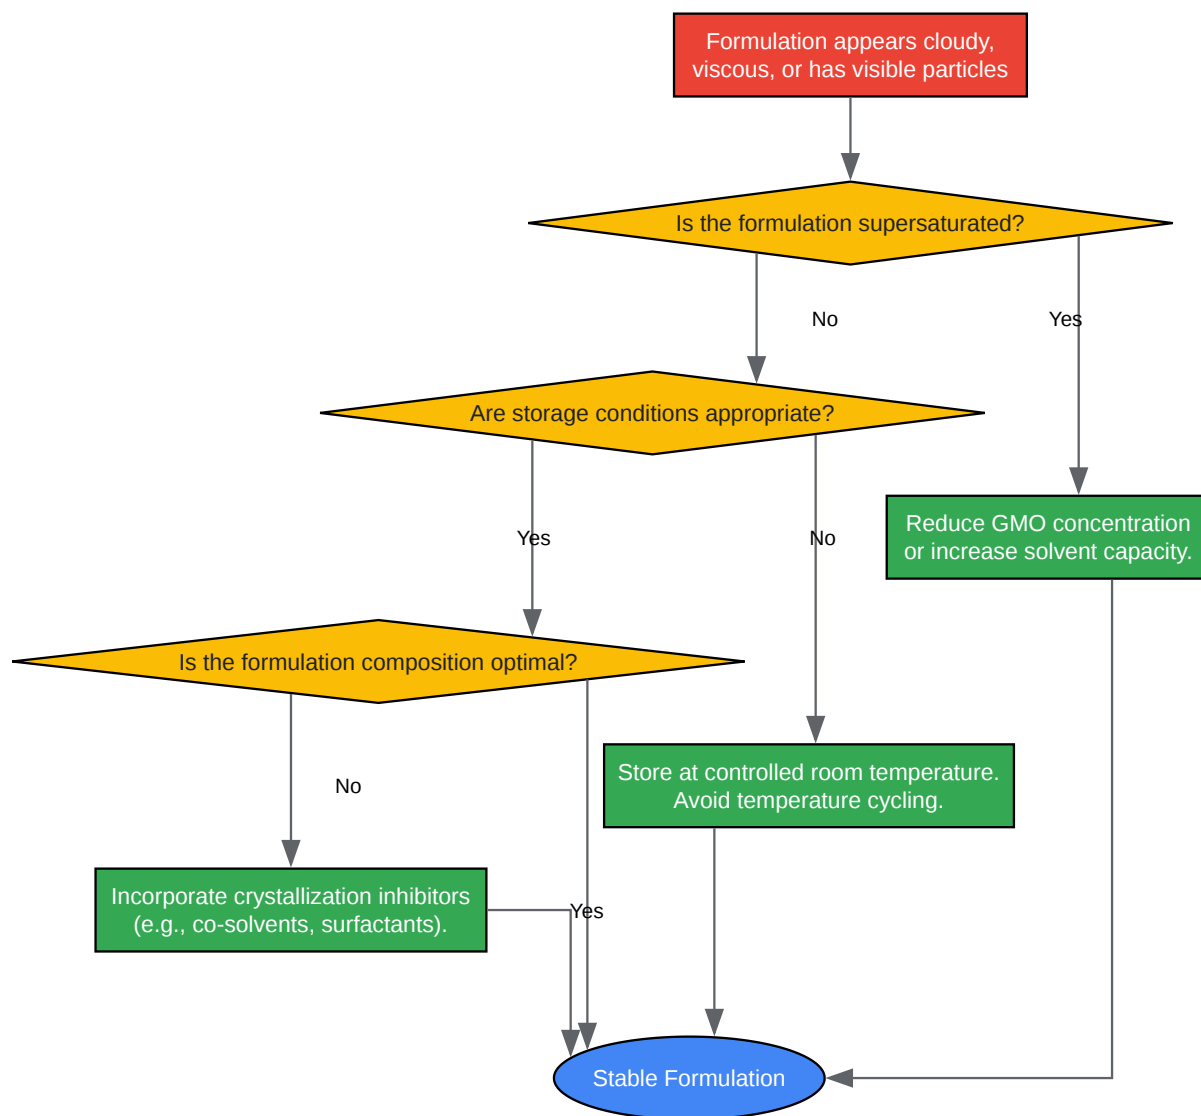 Formulation appears cloudy,
viscous, or has visible particles
Is the formulation supersaturated?
No
Yes
Are storage conditions appropriate?
Reduce GMO concentration
or increase solvent capacity.
Yes
No
Is the formulation composition optimal?
Store at controlled room temperature.
Avoid temperature cycling.
No
Incorporate crystallization inhibitors
(e.g., co-solvents, surfactants).
Yes
Stable Formulation